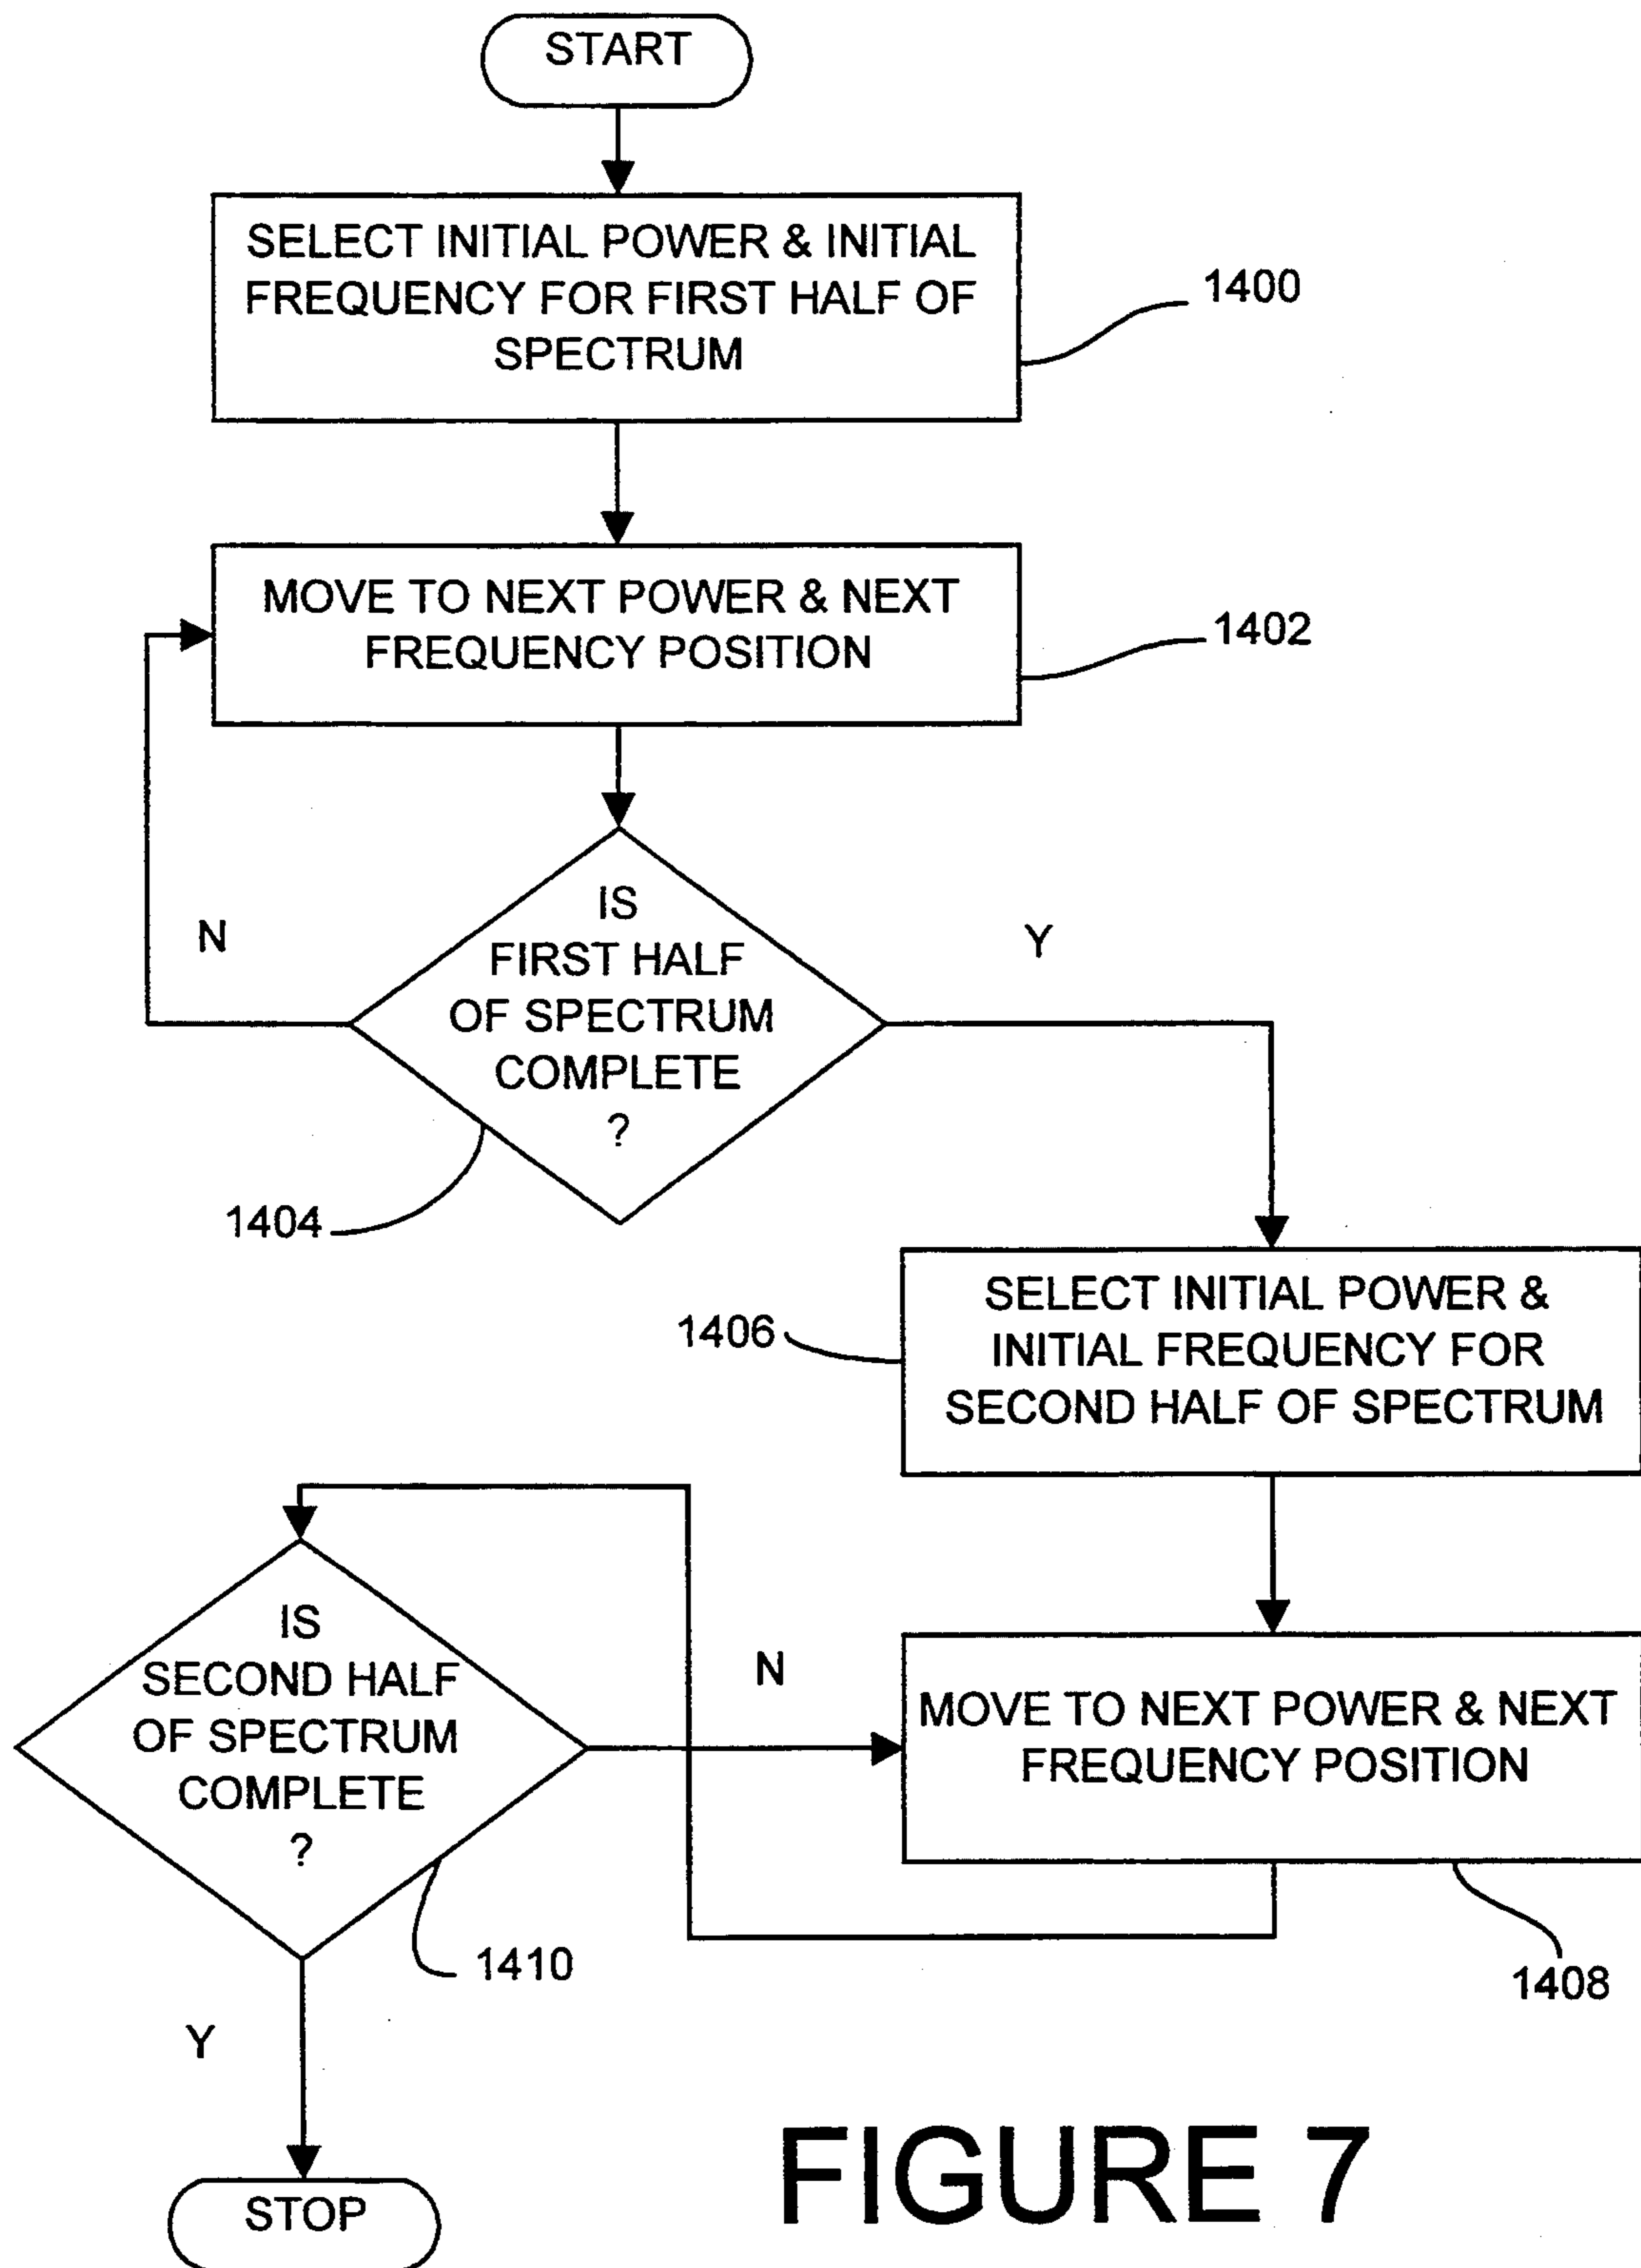 START
SELECT INITIAL POWER & INITIAL
FREQUENCY FOR FIRST HALF OF
SPECTRUM
1400
MOVE TO NEXT POWER & NEXT
FREQUENCY POSITION
1402
IS
FIRST HALF
OF SPECTRUM
COMPLETE
?
N
Y
1404
SELECT INITIAL POWER &
INITIAL FREQUENCY FOR
SECOND HALF OF SPECTRUM
1406
MOVE TO NEXT POWER & NEXT
FREQUENCY POSITION
1408
IS
SECOND HALF
OF SPECTRUM
COMPLETE
?
N
1410
Y
STOP
FIGURE 7